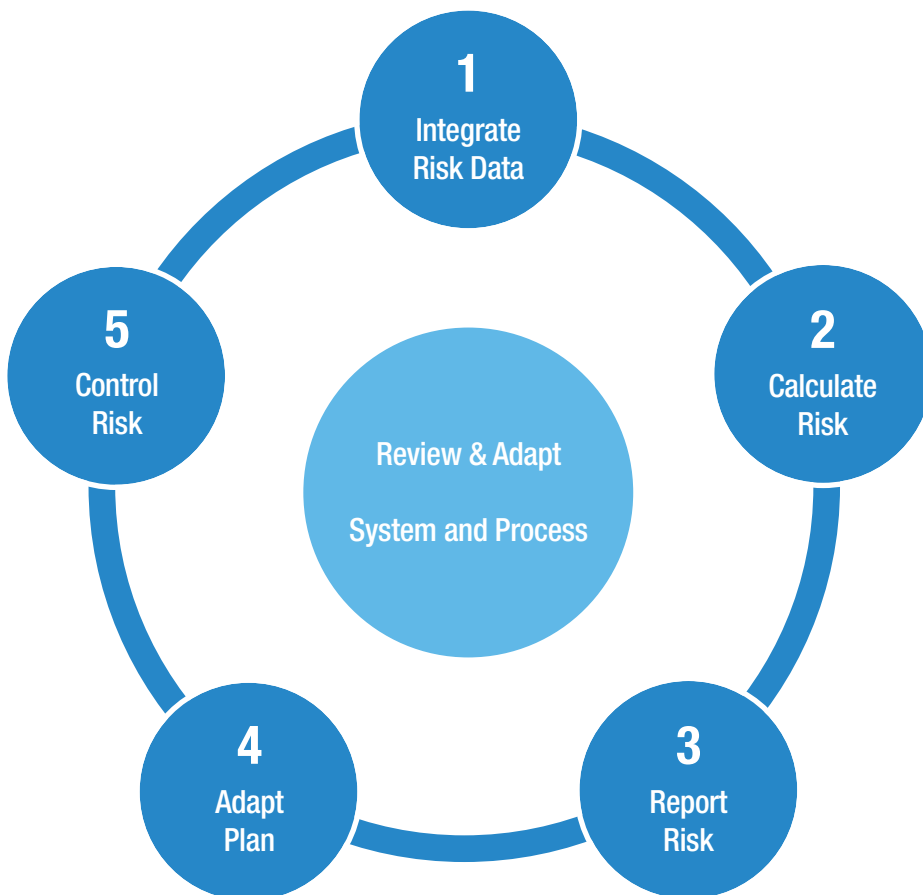 1
Integrate
Risk Data
2
Calculate
Risk
3
Report
Risk
4
Adapt
Plan
5
Control
Risk
Review & Adapt
System and Process